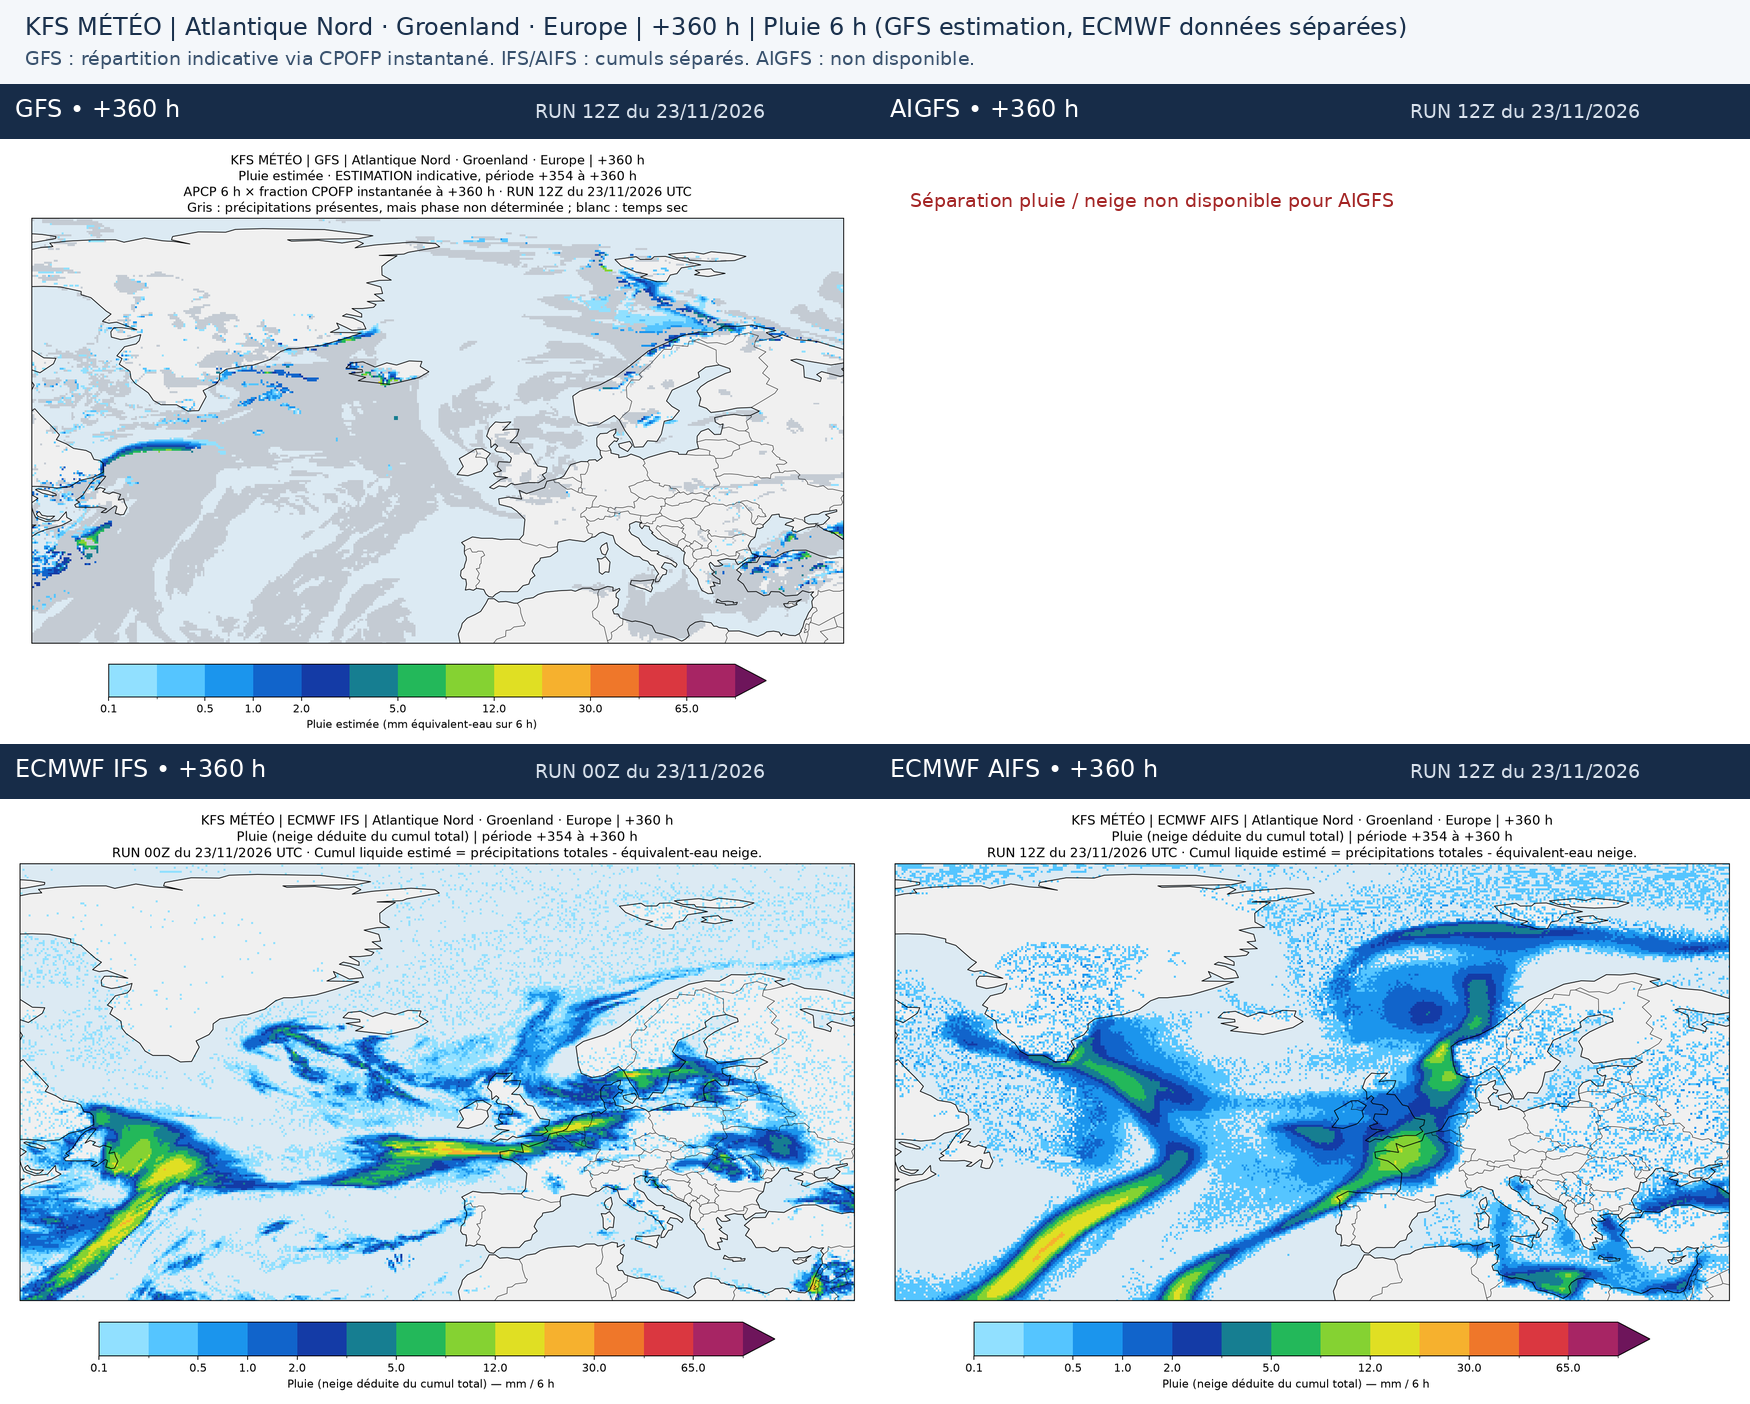 KFS MÉTÉO | Atlantique Nord · Groenland · Europe | +360 h | Pluie 6 h (GFS estimation, ECMWF données séparées)
GFS : répartition indicative via CPOFP instantané. IFS/AIFS : cumuls séparés. AIGFS : non disponible.
GFS • +360 h
RUN 12Z du 23/11/2026
AIGFS • +360 h
RUN 12Z du 23/11/2026
KFS MÉTÉO | GFS | Atlantique Nord · Groenland · Europe | +360 h
Pluie estimée · ESTIMATION indicative, période +354 à +360 h
APCP 6 h × fraction CPOFP instantanée à +360 h · RUN 12Z du 23/11/2026 UTC
Gris : précipitations présentes, mais phase non déterminée ; blanc : temps sec
Séparation pluie / neige non disponible pour AIGFS
0.1 0.5 1.0 2.0 5.0 12.0 30.0 65.0
Pluie estimée (mm équivalent-eau sur 6 h)
ECMWF IFS • +360 h
RUN 00Z du 23/11/2026
ECMWF AIFS • +360 h
RUN 12Z du 23/11/2026
KFS MÉTÉO | ECMWF IFS | Atlantique Nord · Groenland · Europe | +360 h
Pluie (neige déduite du cumul total) | période +354 à +360 h
RUN 00Z du 23/11/2026 UTC · Cumul liquide estimé = précipitations totales - équivalent-eau neige.
KFS MÉTÉO | ECMWF AIFS | Atlantique Nord · Groenland · Europe | +360 h
Pluie (neige déduite du cumul total) | période +354 à +360 h
RUN 12Z du 23/11/2026 UTC · Cumul liquide estimé = précipitations totales - équivalent-eau neige.
0.1 0.5 1.0 2.0 5.0 12.0 30.0 65.0
Pluie (neige déduite du cumul total) — mm / 6 h
0.1 0.5 1.0 2.0 5.0 12.0 30.0 65.0
Pluie (neige déduite du cumul total) — mm / 6 h